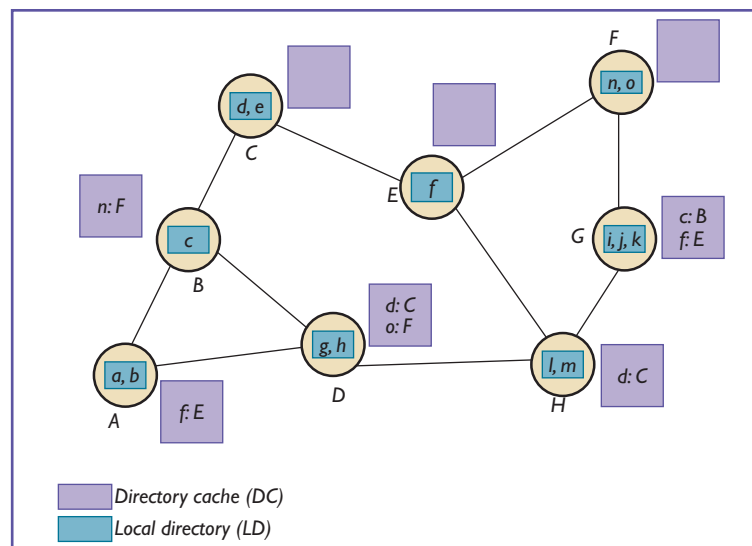 F
n, o
d, e
C
f
E
n: F
c
B
i, j, k
G
c: B
f: E
d: C
o: F
g, h
D
l, m
H
d: C
a, b
A
f: E
Directory cache (DC)
Local directory (LD)